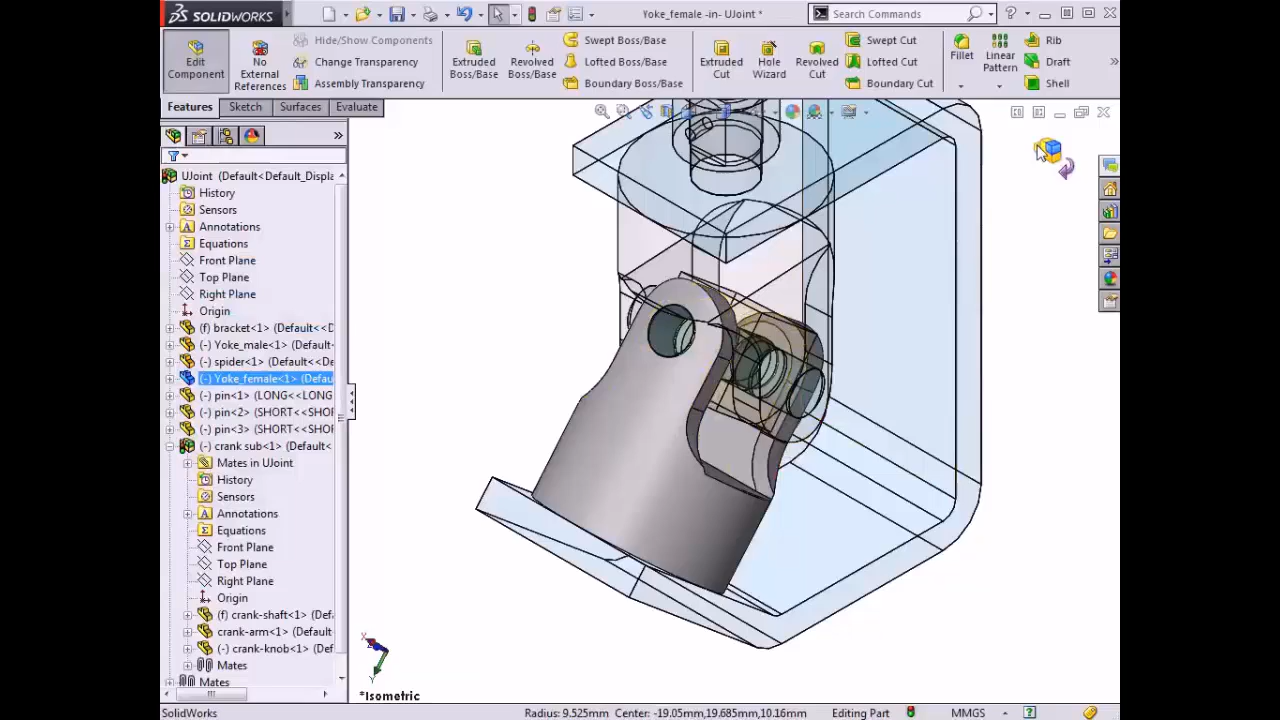 SOLIDWORKS
Yoke_female -in- UJoint *
Search Commands
Edit Component
No External References
Hide/Show Components
Change Transparency
Assembly Transparency
Extruded Boss/Base
Revolved Boss/Base
Swept Boss/Base
Lofted Boss/Base
Boundary Boss/Base
Extruded Cut
Hole Wizard
Revolved Cut
Swept Cut
Lofted Cut
Boundary Cut
Fillet
Linear Pattern
Rib
Draft
Shell
Features
Sketch
Surfaces
Evaluate
UJoint (Default<Default_Displa
History
Sensors
Annotations
Equations
Front Plane
Top Plane
Right Plane
Origin
(f) bracket<1> (Default<<D
(-) Yoke_male<1> (Default<
(-) spider<1> (Default<<De
(-) Yoke_female<1> (Defau
(-) pin<1> (LONG<<LONG
(-) pin<2> (SHORT<<SHOR
(-) pin<3> (SHORT<<SHOR
(-) crank sub<1> (Default<
Mates in UJoint
History
Sensors
Annotations
Equations
Front Plane
Top Plane
Right Plane
Origin
(f) crank-shaft<1> (Def
crank-arm<1> (Default
(-) crank-knob<1> (Def
Mates
Mates
X
Y
*Isometric
SolidWorks
Radius: 9.525mm Center: -19.05mm,19.685mm,10.16mm
Editing Part
MMGS